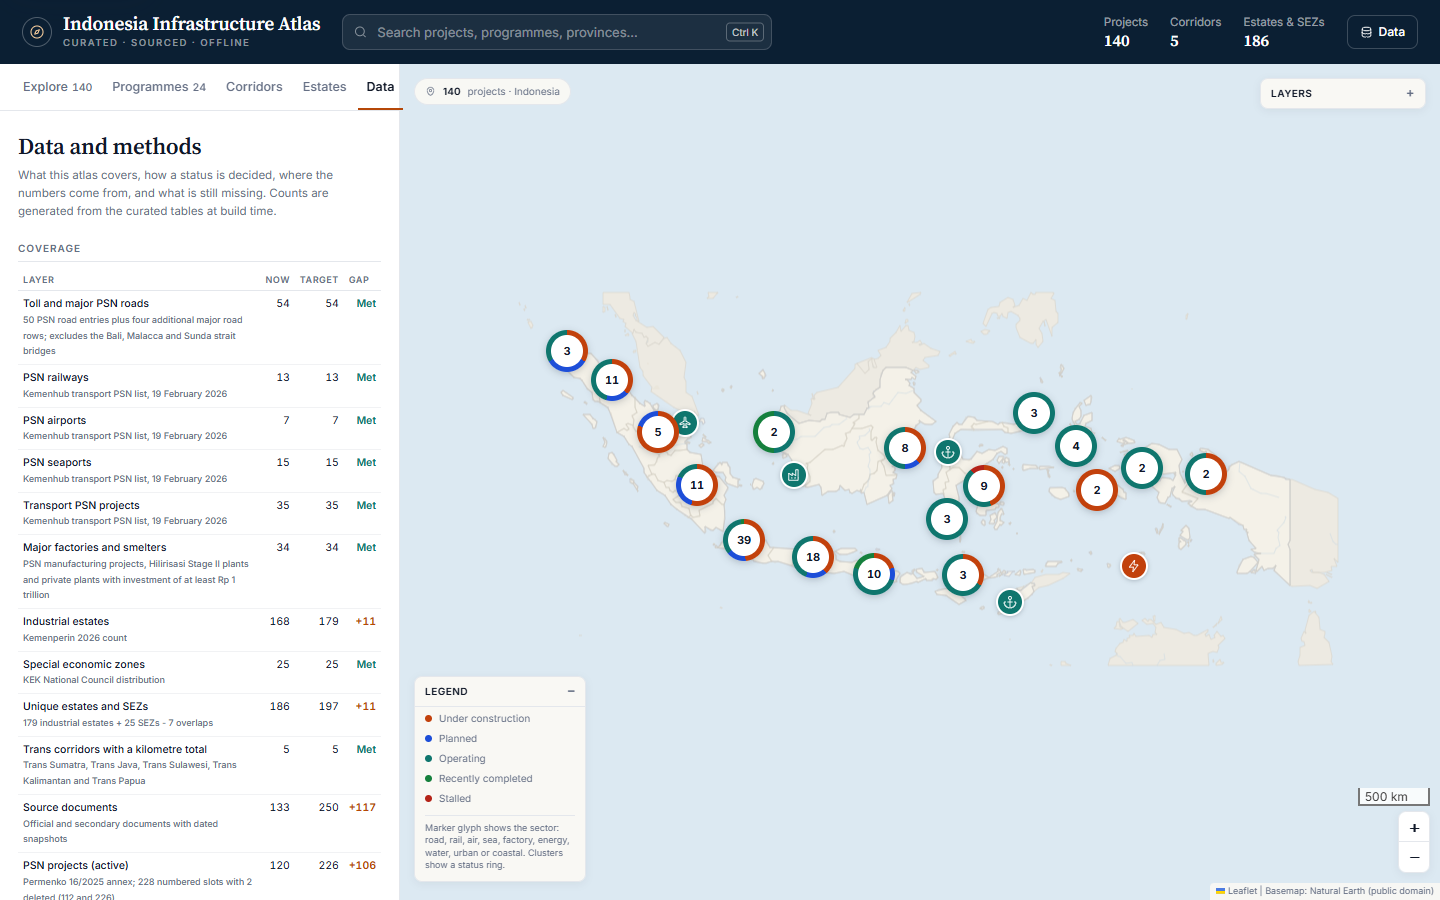 Indonesia Infrastructure Atlas
CURATED · SOURCED · OFFLINE
Search projects, programmes, provinces...
Ctrl K
Projects
140
Corridors
5
Estates & SEZs
186
Data
Explore 140
Programmes 24
Corridors
Estates
Data
Data and methods
What this atlas covers, how a status is decided, where the
numbers come from, and what is still missing. Counts are
generated from the curated tables at build time.
COVERAGE
LAYER NOW TARGET GAP
Toll and major PSN roads 54 54 Met
50 PSN road entries plus four additional major road
rows; excludes the Bali, Malacca and Sunda strait
bridges
PSN railways 13 13 Met
Kemenhub transport PSN list, 19 February 2026
PSN airports 7 7 Met
Kemenhub transport PSN list, 19 February 2026
PSN seaports 15 15 Met
Kemenhub transport PSN list, 19 February 2026
Transport PSN projects 35 35 Met
Kemenhub transport PSN list, 19 February 2026
Major factories and smelters 34 34 Met
PSN manufacturing projects, Hilirisasi Stage II plants
and private plants with investment of at least Rp 1
trillion
Industrial estates 168 179 +11
Kemenperin 2026 count
Special economic zones 25 25 Met
KEK National Council distribution
Unique estates and SEZs 186 197 +11
179 industrial estates + 25 SEZs - 7 overlaps
Trans corridors with a kilometre total 5 5 Met
Trans Sumatra, Trans Java, Trans Sulawesi, Trans
Kalimantan and Trans Papua
Source documents 133 250 +117
Official and secondary documents with dated
snapshots
PSN projects (active) 120 226 +106
Permenko 16/2025 annex; 228 numbered slots with 2
deleted (112 and 226)
140 projects · Indonesia
LAYERS +
3
11
5
2
11
39
18
10
8
3
9
3
3
4
2
2
2
LEGEND −
Under construction
Planned
Operating
Recently completed
Stalled
Marker glyph shows the sector:
road, rail, air, sea, factory, energy,
water, urban or coastal. Clusters
show a status ring.
500 km
+
−
Leaflet | Basemap: Natural Earth (public domain)